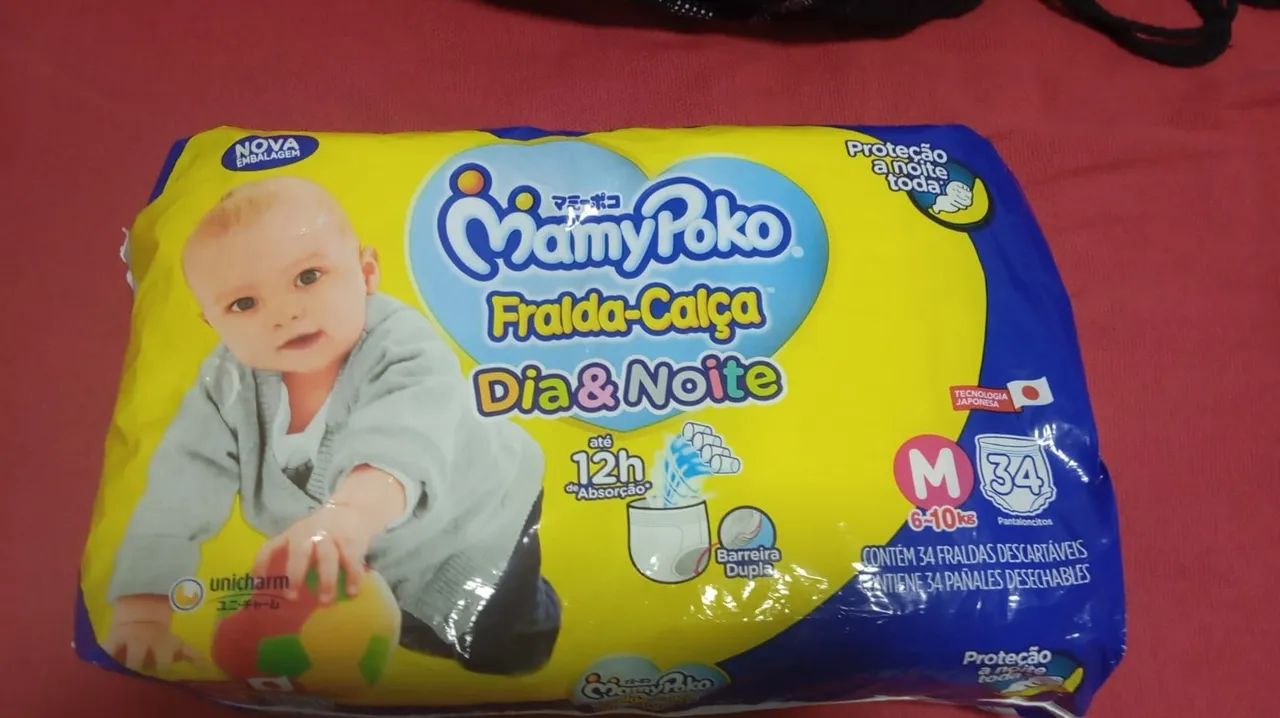 NOVA
EMBALAGEM
マミーポコ
MamyPoko
Fralda-Calça
Dia & Noite
Proteção
a noite
toda*
até
12h
de Absorção*
Barreira
Dupla
TECNOLOGIA
JAPONESA
M
6-10kg
34
Pantaloncitos
CONTÉM 34 FRALDAS DESCARTÁVEIS
CONTIENE 34 PAÑALES DESECHABLES
unicharm
ユニ・チャーム
MamyPoko
Proteção
a noite
toda